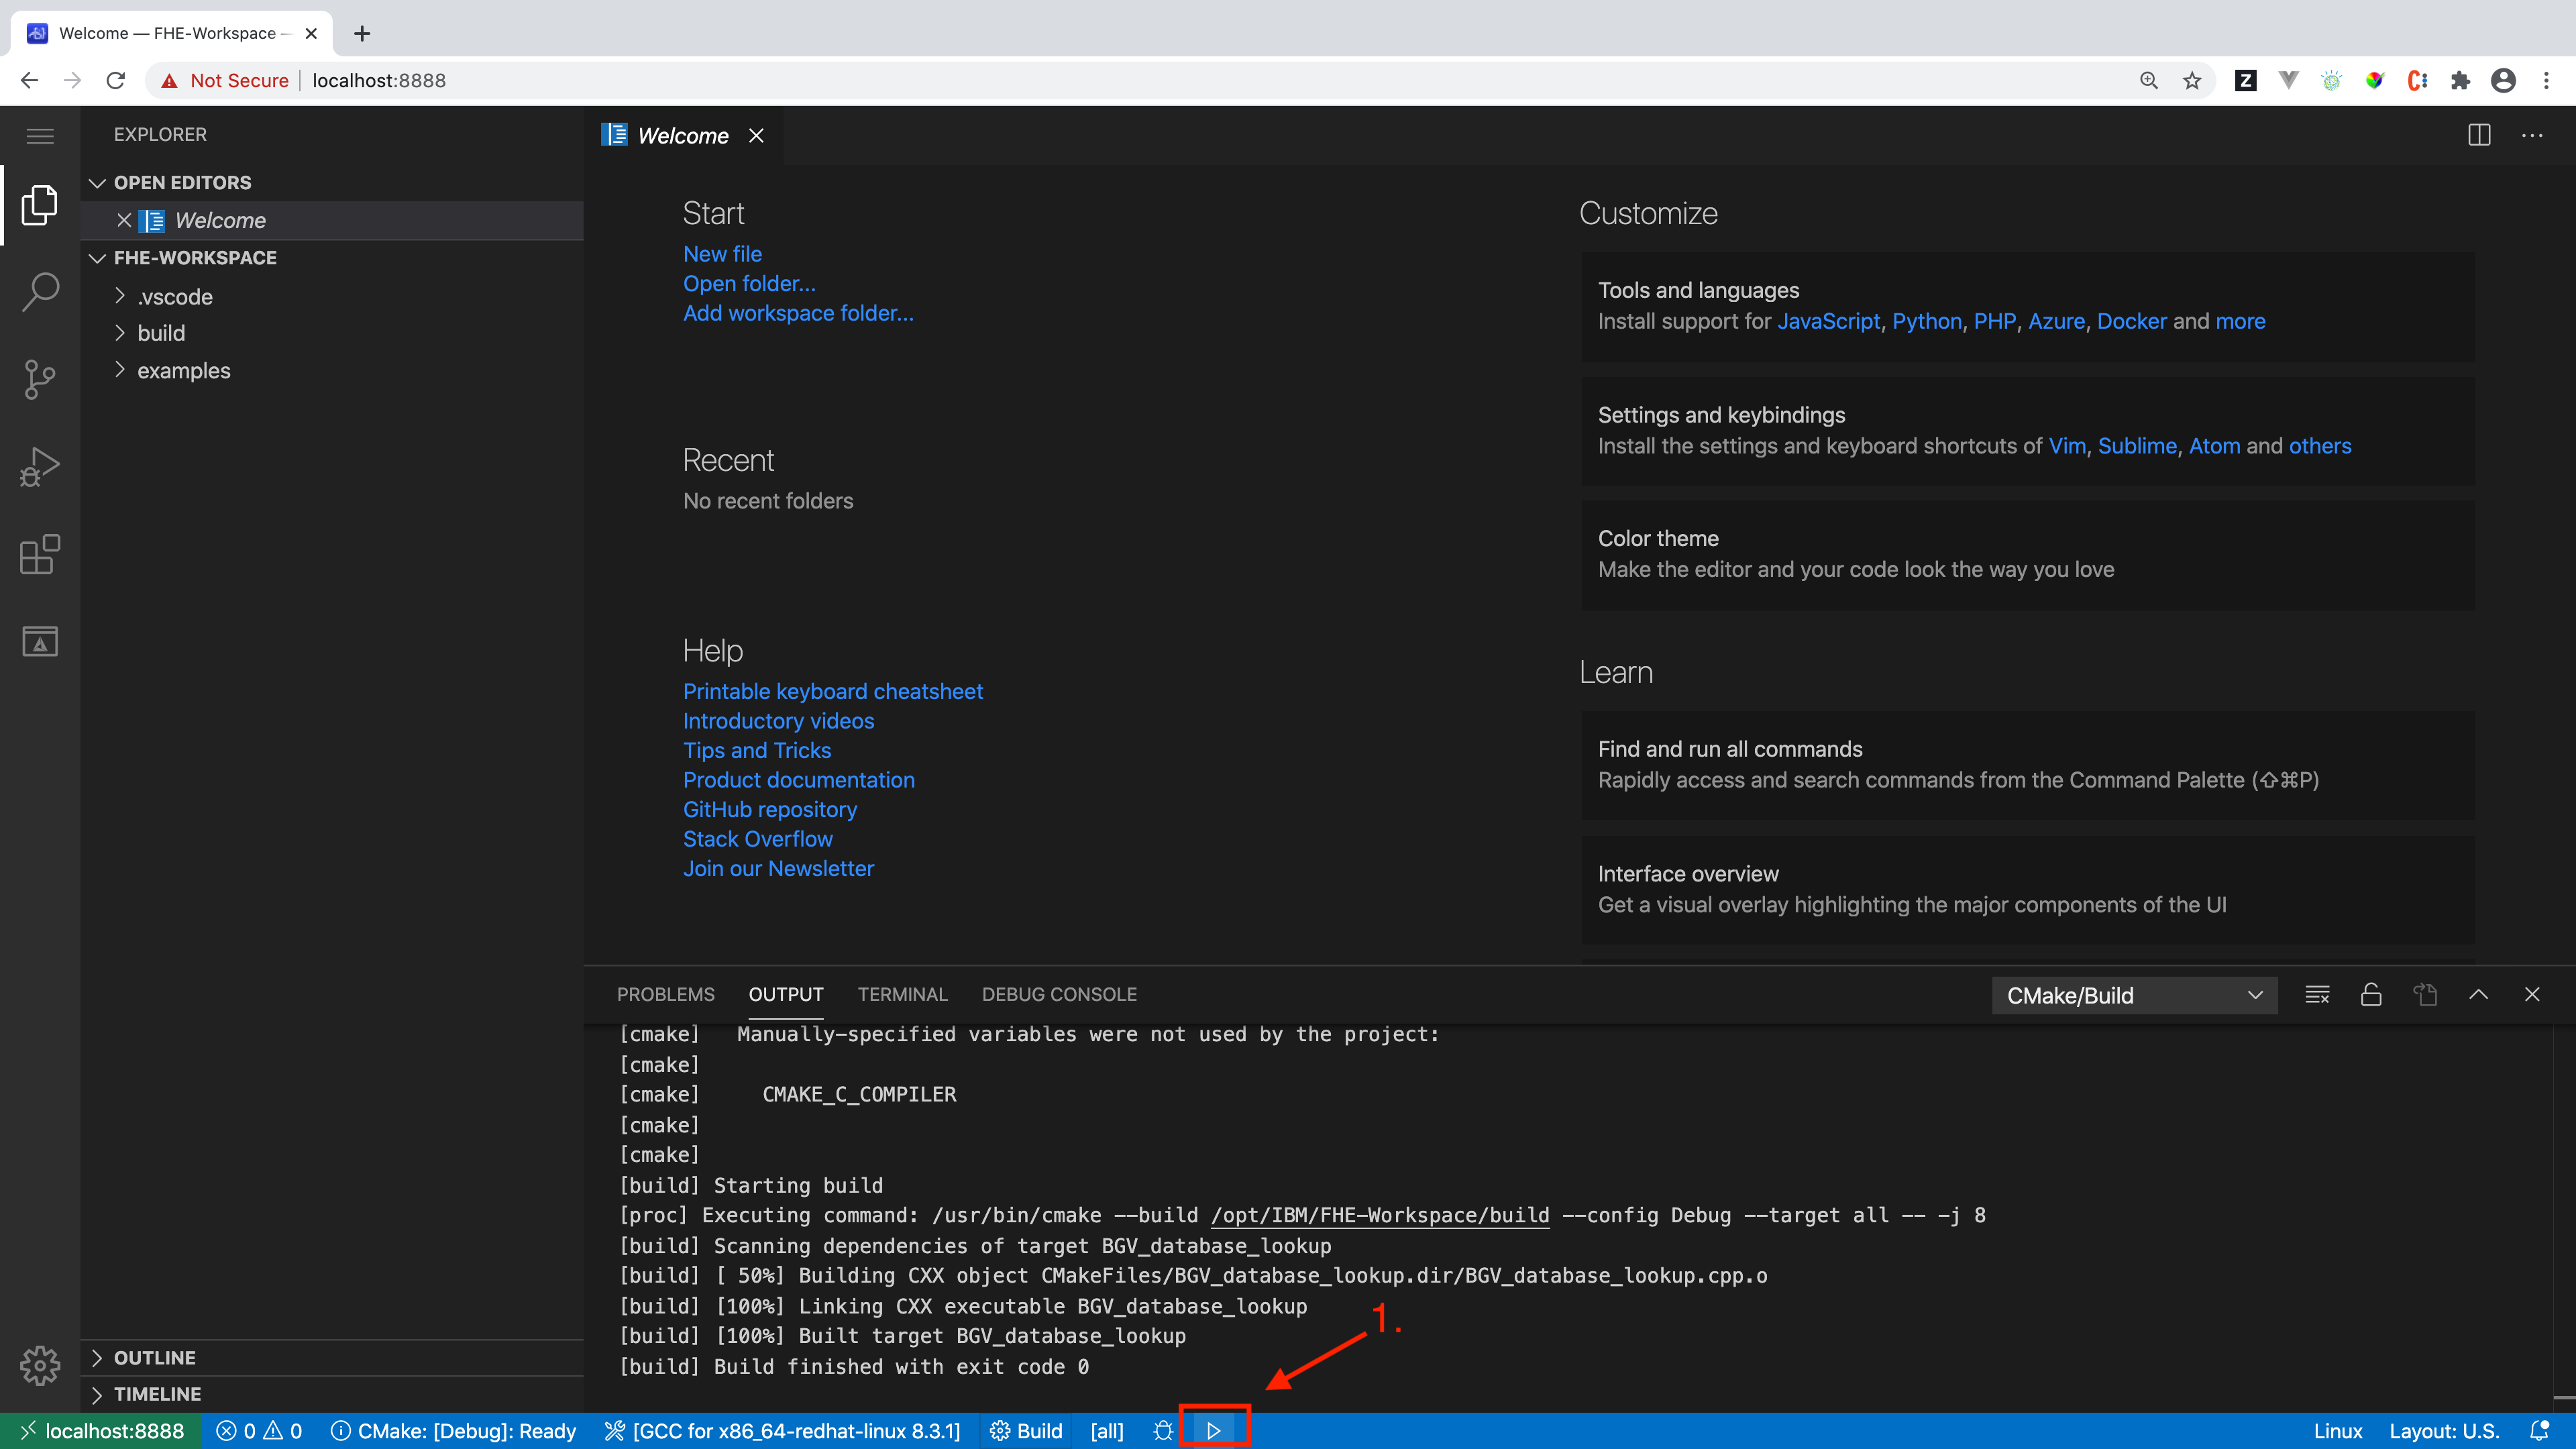 Welcome — FHE-Workspace —
Not Secure
localhost:8888
EXPLORER
OPEN EDITORS
Welcome
FHE-WORKSPACE
.vscode
build
examples
OUTLINE
TIMELINE
Welcome
Start
New file
Open folder...
Add workspace folder...
Recent
No recent folders
Help
Printable keyboard cheatsheet
Introductory videos
Tips and Tricks
Product documentation
GitHub repository
Stack Overflow
Join our Newsletter
Customize
Tools and languages
Install support for JavaScript, Python, PHP, Azure, Docker and more
Settings and keybindings
Install the settings and keyboard shortcuts of Vim, Sublime, Atom and others
Color theme
Make the editor and your code look the way you love
Learn
Find and run all commands
Rapidly access and search commands from the Command Palette (⇧⌘P)
Interface overview
Get a visual overlay highlighting the major components of the UI
PROBLEMS OUTPUT TERMINAL DEBUG CONSOLE
CMake/Build
[cmake]   Manually-specified variables were not used by the project:
[cmake]
[cmake]     CMAKE_C_COMPILER
[cmake]
[cmake]
[build] Starting build
[proc] Executing command: /usr/bin/cmake --build /opt/IBM/FHE-Workspace/build --config Debug --target all -- -j 8
[build] Scanning dependencies of target BGV_database_lookup
[build] [ 50%] Building CXX object CMakeFiles/BGV_database_lookup.dir/BGV_database_lookup.cpp.o
[build] [100%] Linking CXX executable BGV_database_lookup
[build] [100%] Built target BGV_database_lookup
[build] Build finished with exit code 0
1.
localhost:8888 0 0 CMake: [Debug]: Ready [GCC for x86_64-redhat-linux 8.3.1] Build [all] Linux Layout: U.S.